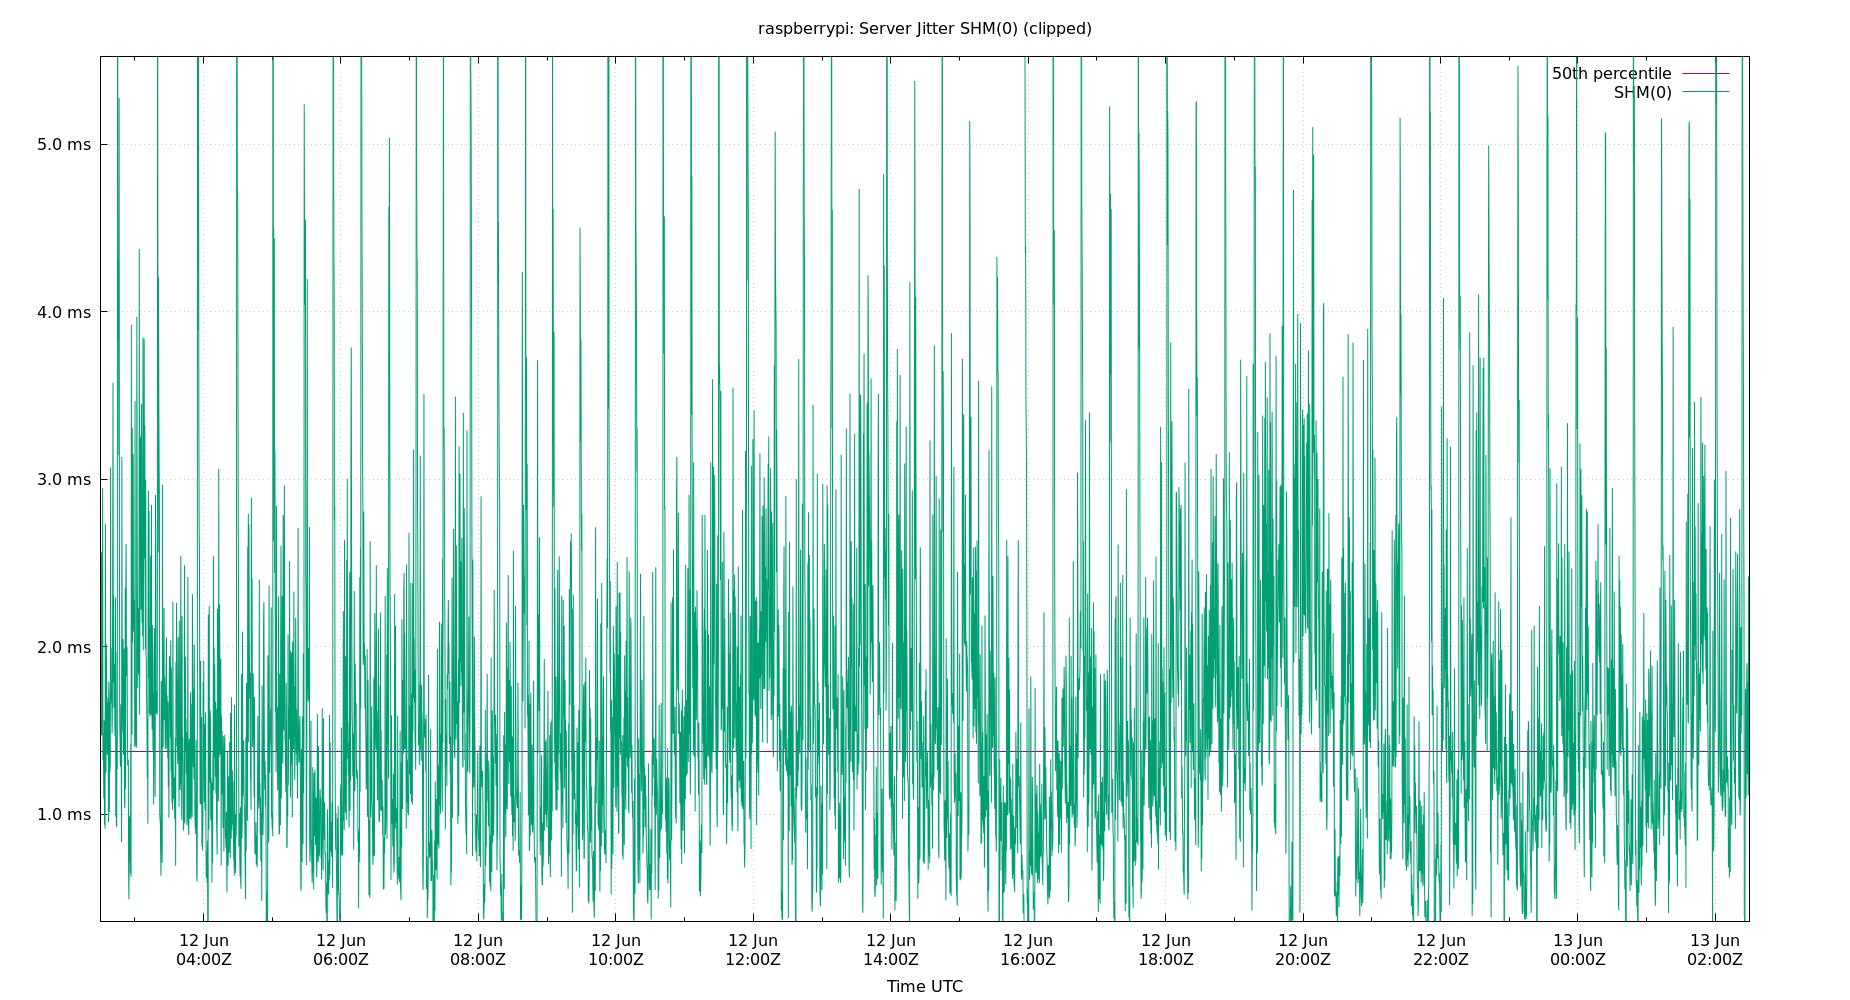 raspberrypi: Server Jitter SHM(0) (clipped)
50th percentile
SHM(0)
5.0 ms
4.0 ms
3.0 ms
2.0 ms
1.0 ms
12 Jun 12 Jun 12 Jun 12 Jun 12 Jun 12 Jun 12 Jun 12 Jun 12 Jun 12 Jun 13 Jun 13 Jun
04:00Z 06:00Z 08:00Z 10:00Z 12:00Z 14:00Z 16:00Z 18:00Z 20:00Z 22:00Z 00:00Z 02:00Z
Time UTC